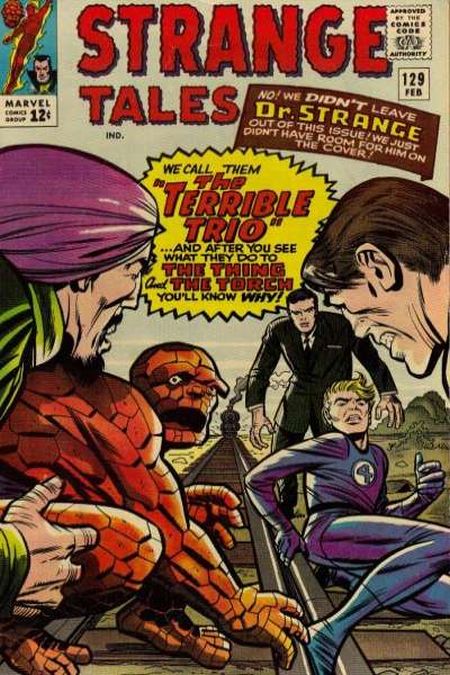 STRANGE
TALES
MARVEL
COMICS
GROUP
12¢
IND.
APPROVED
BY THE
COMICS
CODE
AUTHORITY
129
FEB
NO! WE DIDN'T LEAVE
DR. STRANGE
OUT OF THIS ISSUE! WE JUST
DIDN'T HAVE ROOM FOR HIM ON
THE COVER!
WE CALL THEM
"THE
TERRIBLE
TRIO"
...AND AFTER YOU SEE
WHAT THEY DO TO
THE THING
AND THE TORCH
YOU'LL KNOW WHY!
4